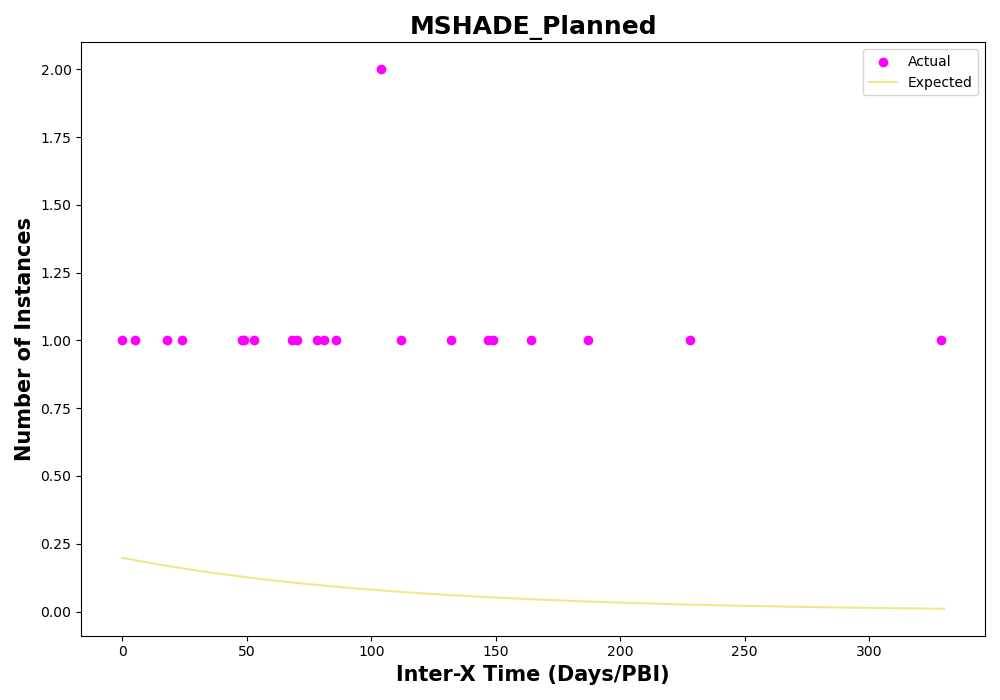 MSHADE_Planned
Actual
Expected
Number of Instances
2.00
1.75
1.50
1.25
1.00
0.75
0.50
0.25
0.00
0 50 100 150 200 250 300
Inter-X Time (Days/PBI)